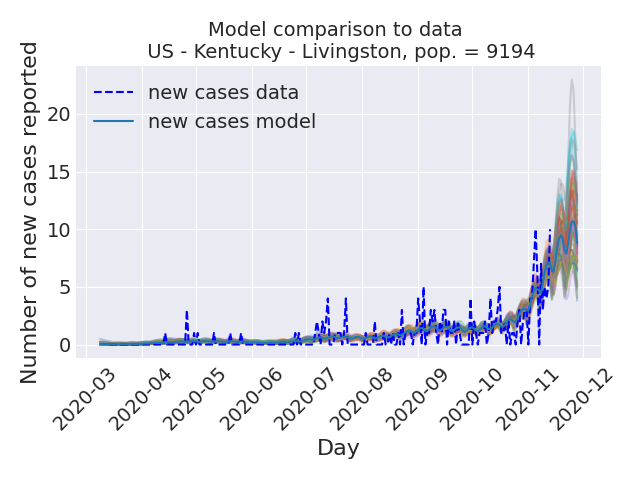 Model comparison to data
US - Kentucky - Livingston, pop. = 9194
Number of new cases reported
20
15
10
5
0
new cases data
new cases model
2020-03
2020-04
2020-05
2020-06
2020-07
2020-08
2020-09
2020-10
2020-11
2020-12
Day